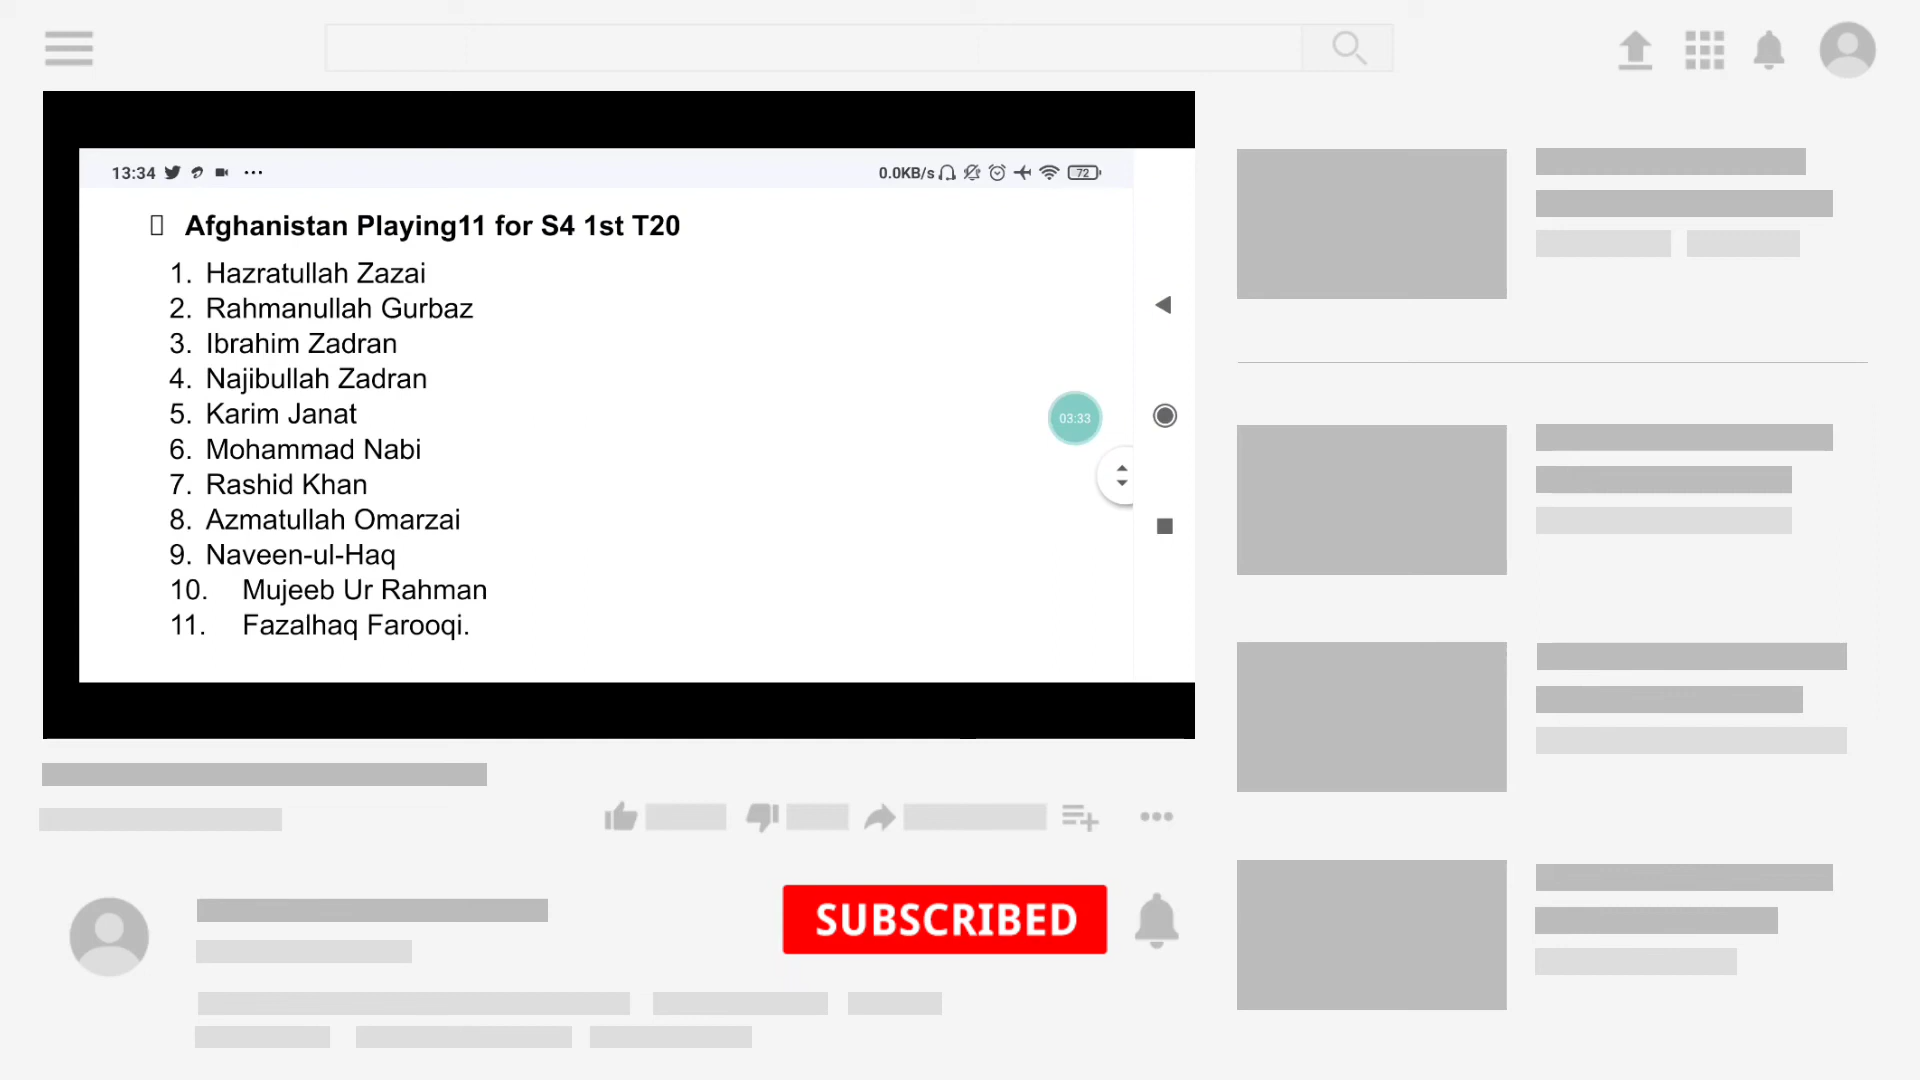 13:34
0.0KB/s
72
Afghanistan Playing11 for S4 1st T20
1. Hazratullah Zazai
2. Rahmanullah Gurbaz
3. Ibrahim Zadran
4. Najibullah Zadran
5. Karim Janat
6. Mohammad Nabi
7. Rashid Khan
8. Azmatullah Omarzai
9. Naveen-ul-Haq
10. Mujeeb Ur Rahman
11. Fazalhaq Farooqi.
03:33
SUBSCRIBED